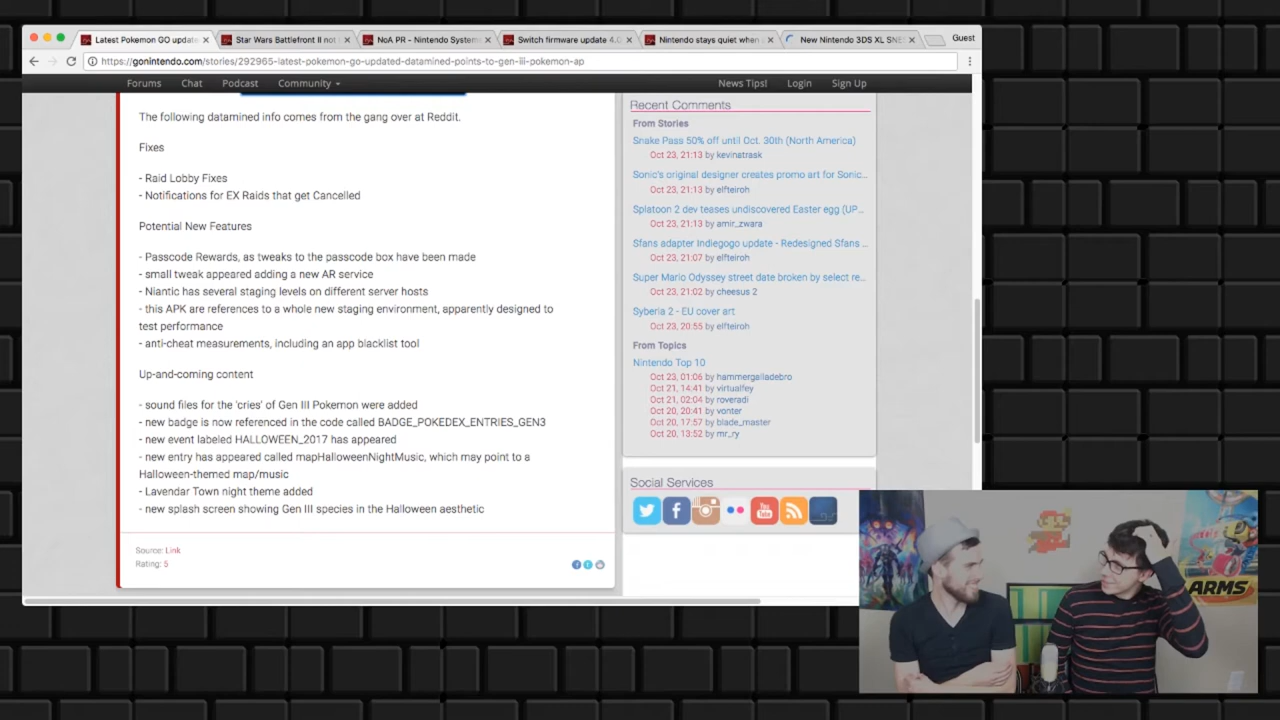 Latest Pokemon GO update
Star Wars Battlefront II not
NoA PR - Nintendo Systems
Switch firmware update 4.0
Nintendo stays quiet when
New Nintendo 3DS XL SNES
Guest
https://gonintendo.com/stories/292965-latest-pokemon-go-updated-datamined-points-to-gen-iii-pokemon-ap
Forums
Chat
Podcast
Community
News Tips!
Login
Sign Up
The following datamined info comes from the gang over at Reddit.
Fixes
- Raid Lobby Fixes
- Notifications for EX Raids that get Cancelled
Potential New Features
- Passcode Rewards, as tweaks to the passcode box have been made
- small tweak appeared adding a new AR service
- Niantic has several staging levels on different server hosts
- this APK are references to a whole new staging environment, apparently designed to
test performance
- anti-cheat measurements, including an app blacklist tool
Up-and-coming content
- sound files for the 'cries' of Gen III Pokemon were added
- new badge is now referenced in the code called BADGE_POKEDEX_ENTRIES_GEN3
- new event labeled HALLOWEEN_2017 has appeared
- new entry has appeared called mapHalloweenNightMusic, which may point to a
Halloween-themed map/music
- Lavendar Town night theme added
- new splash screen showing Gen III species in the Halloween aesthetic
Source: Link
Rating: 5
Recent Comments
From Stories
Snake Pass 50% off until Oct. 30th (North America)
Oct 23, 21:13 by kevinatrask
Sonic's original designer creates promo art for Sonic...
Oct 23, 21:13 by elfteiroh
Splatoon 2 dev teases undiscovered Easter egg (UP...
Oct 23, 21:13 by amir_zwara
Sfans adapter Indiegogo update - Redesigned Sfans ...
Oct 23, 21:07 by elfteiroh
Super Mario Odyssey street date broken by select re...
Oct 23, 21:02 by cheesus 2
Syberia 2 - EU cover art
Oct 23, 20:55 by elfteiroh
From Topics
Nintendo Top 10
Oct 23, 01:06 by hammergalladebro
Oct 21, 14:41 by virtualfey
Oct 21, 02:04 by roveradi
Oct 20, 20:41 by vonter
Oct 20, 17:57 by blade_master
Oct 20, 13:52 by mr_ry
Social Services
You
Tube
ARMS